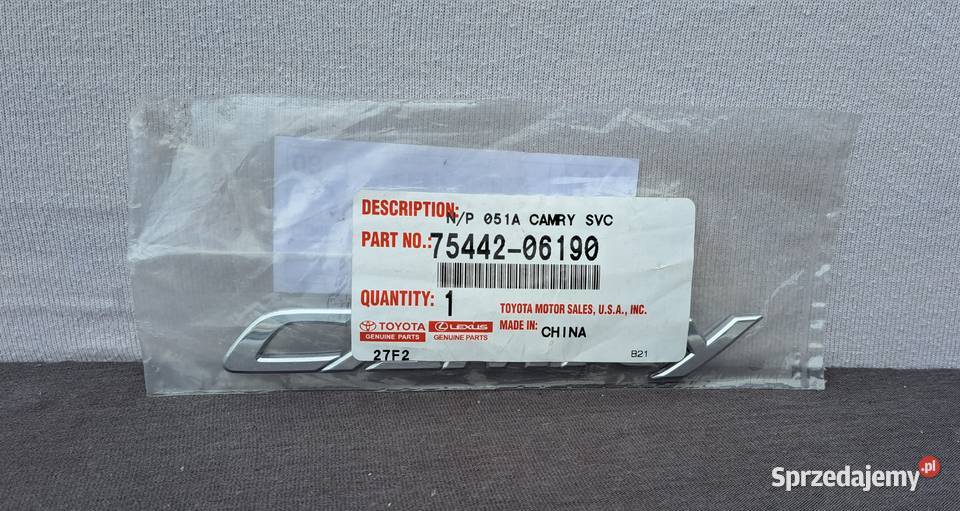 DESCRIPTION: N/P 051A CAMRY SVC
PART NO.: 75442-06190
QUANTITY: 1
TOYOTA MOTOR SALES, U.S.A., INC.
TOYOTA LEXUS MADE IN: CHINA
GENUINE PARTS GENUINE PARTS
27F2 B21
Sprzedajemy.pl